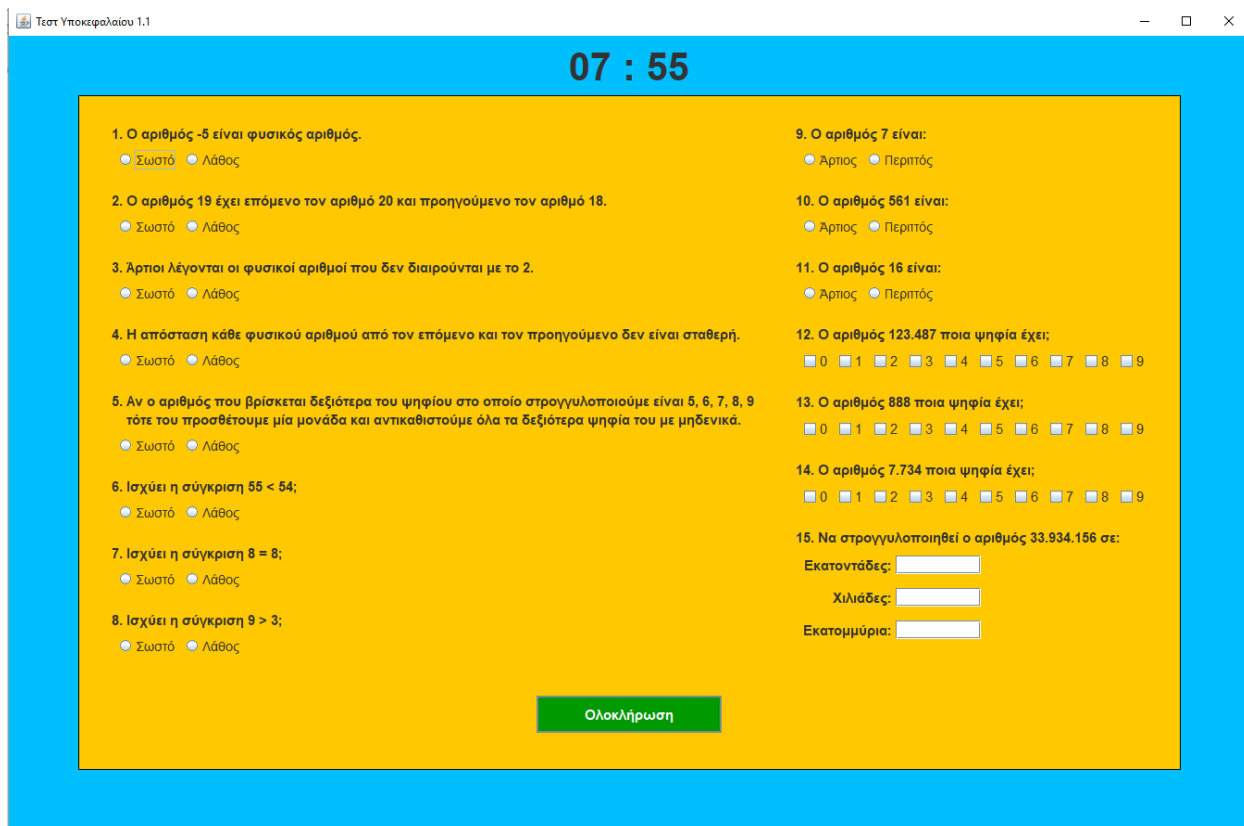 Τεστ Υποκεφαλαίου 1.1
07 : 55
1. Ο αριθμός -5 είναι φυσικός αριθμός.
Σωστό Λάθος
2. Ο αριθμός 19 έχει επόμενο τον αριθμό 20 και προηγούμενο τον αριθμό 18.
Σωστό Λάθος
3. Άρτιοι λέγονται οι φυσικοί αριθμοί που δεν διαιρούνται με το 2.
Σωστό Λάθος
4. Η απόσταση κάθε φυσικού αριθμού από τον επόμενο και τον προηγούμενο δεν είναι σταθερή.
Σωστό Λάθος
5. Αν ο αριθμός που βρίσκεται δεξιότερα του ψηφίου στο οποίο στρογγυλοποιούμε είναι 5, 6, 7, 8, 9
τότε του προσθέτουμε μία μονάδα και αντικαθιστούμε όλα τα δεξιότερα ψηφία του με μηδενικά.
Σωστό Λάθος
6. Ισχύει η σύγκριση 55 < 54;
Σωστό Λάθος
7. Ισχύει η σύγκριση 8 = 8;
Σωστό Λάθος
8. Ισχύει η σύγκριση 9 > 3;
Σωστό Λάθος
9. Ο αριθμός 7 είναι:
Άρτιος Περιττός
10. Ο αριθμός 561 είναι:
Άρτιος Περιττός
11. Ο αριθμός 16 είναι:
Άρτιος Περιττός
12. Ο αριθμός 123.487 ποια ψηφία έχει;
0 1 2 3 4 5 6 7 8 9
13. Ο αριθμός 888 ποια ψηφία έχει;
0 1 2 3 4 5 6 7 8 9
14. Ο αριθμός 7.734 ποια ψηφία έχει;
0 1 2 3 4 5 6 7 8 9
15. Να στρογγυλοποιηθεί ο αριθμός 33.934.156 σε:
Εκατοντάδες:
Χιλιάδες:
Εκατομμύρια:
Ολοκλήρωση